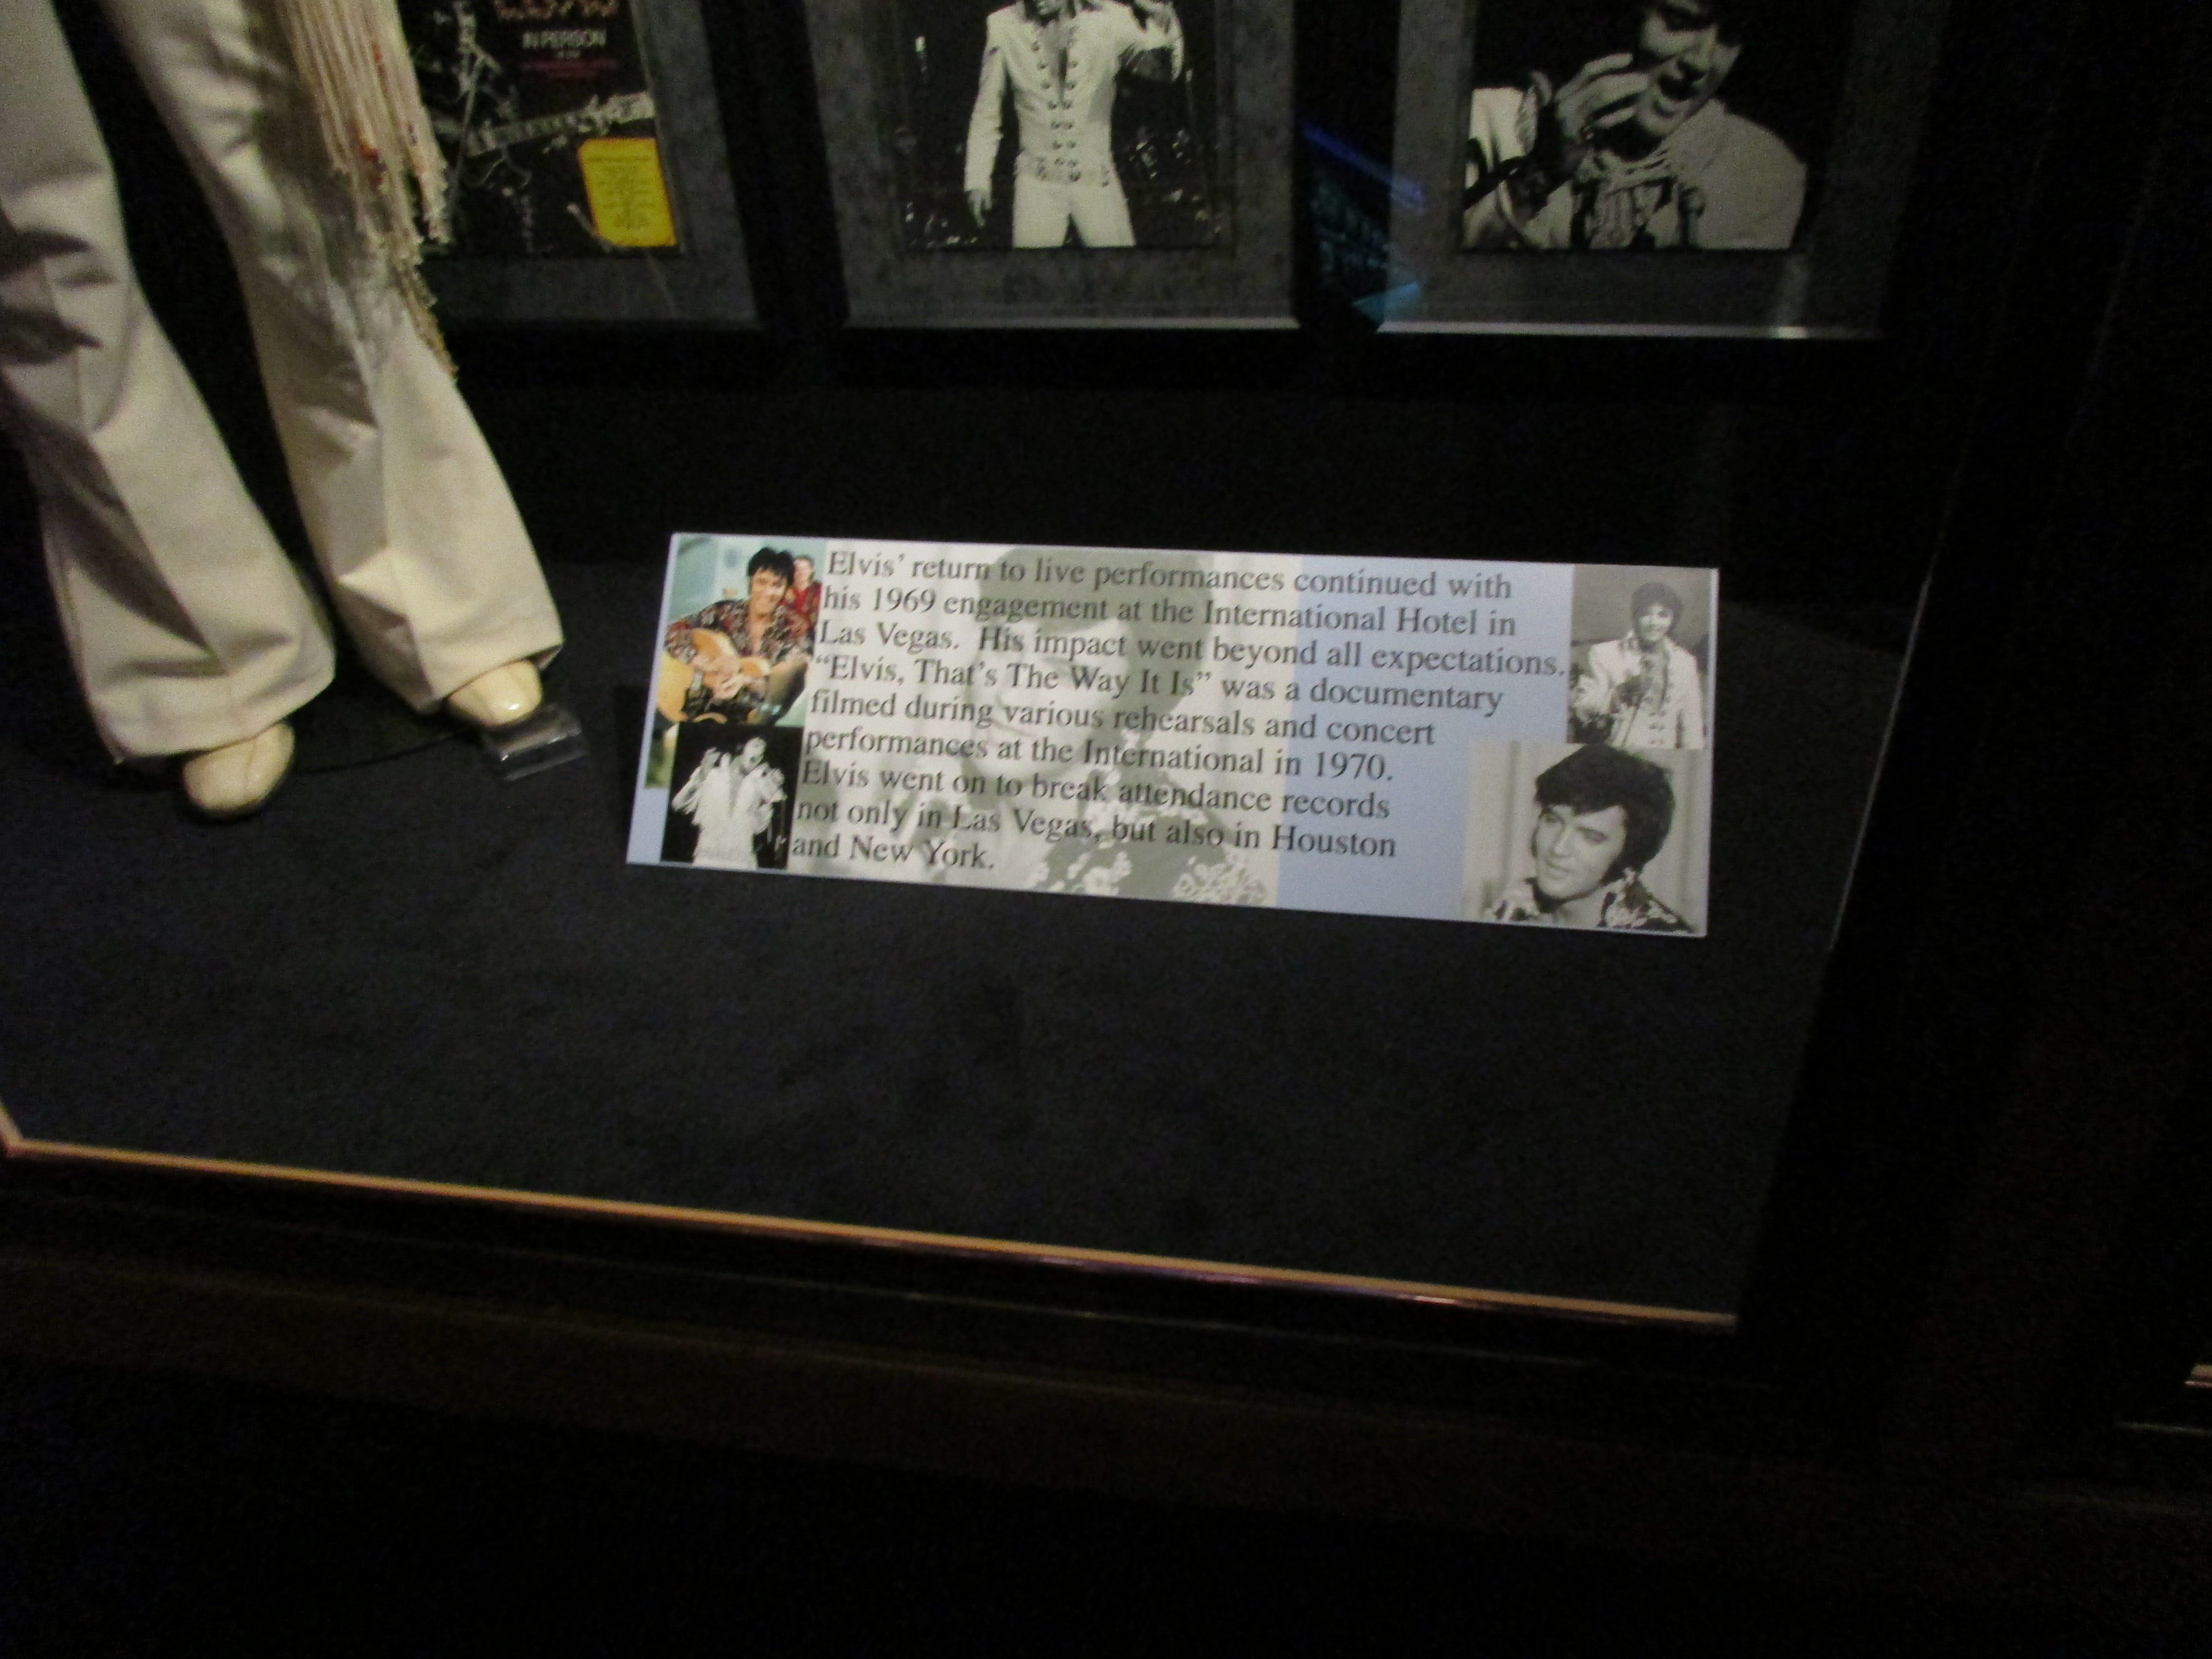 IN PERSON
Elvis’ return to live performances continued with
his 1969 engagement at the International Hotel in
Las Vegas. His impact went beyond all expectations.
“Elvis, That’s The Way It Is” was a documentary
filmed during various rehearsals and concert
performances at the International in 1970.
Elvis went on to break attendance records
not only in Las Vegas, but also in Houston
and New York.